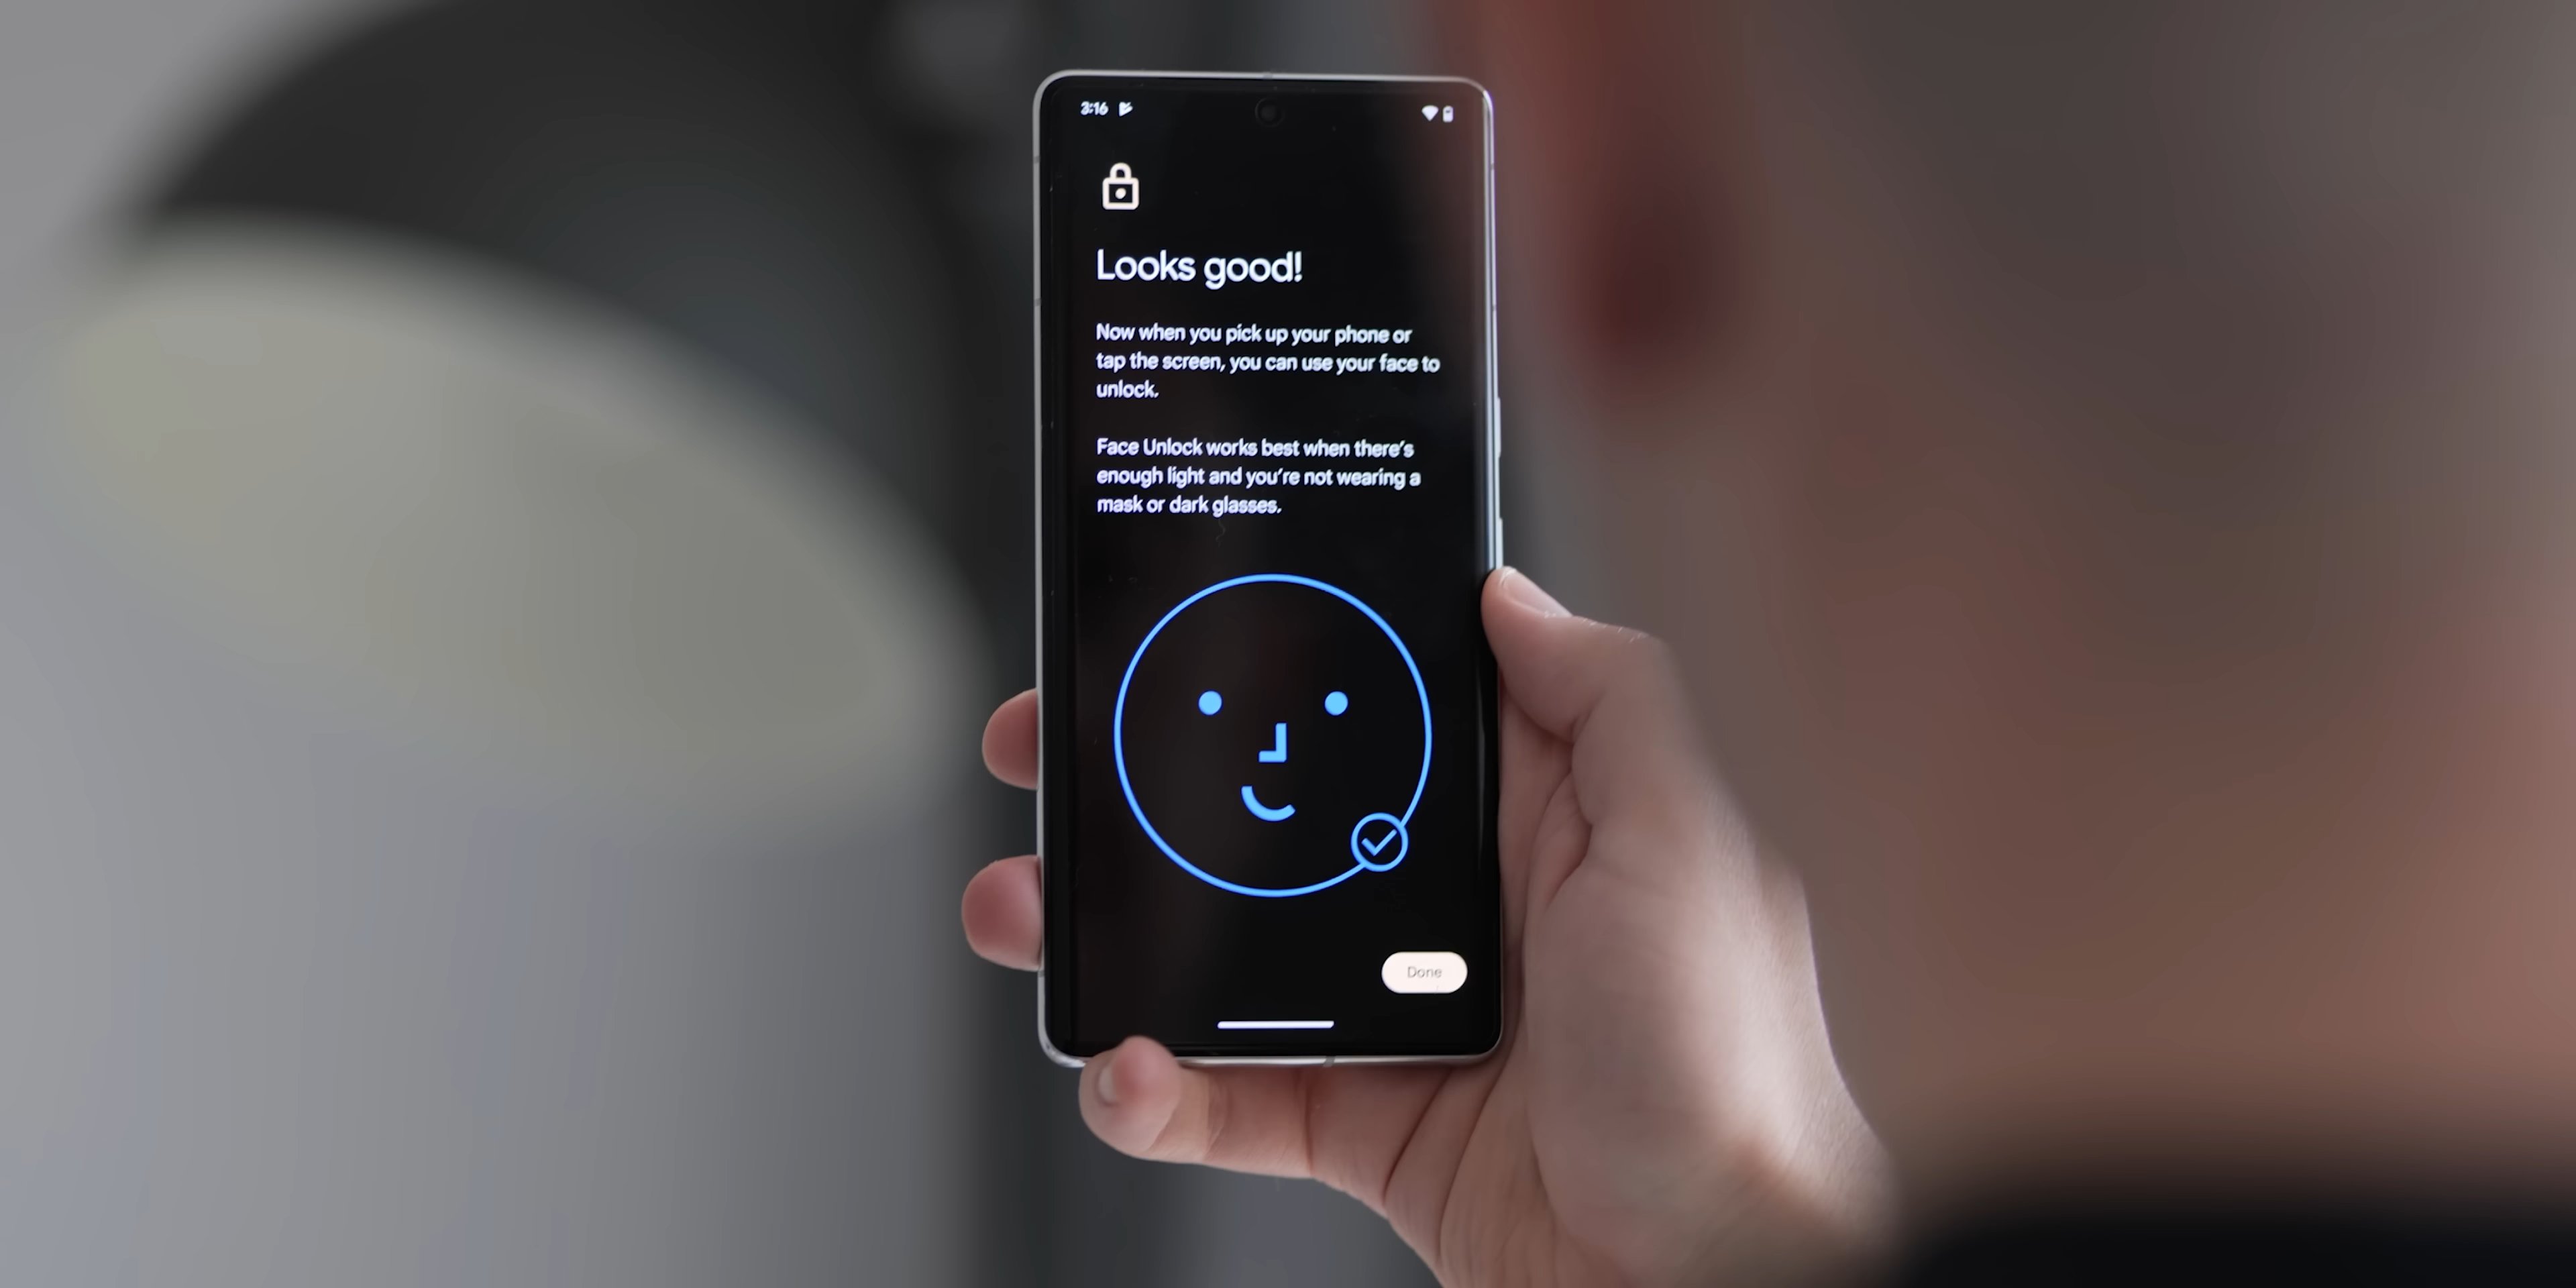 3:16
Looks good!
Now when you pick up your phone or
tap the screen, you can use your face to
unlock.
Face Unlock works best when there's
enough light and you're not wearing a
mask or dark glasses.
Done